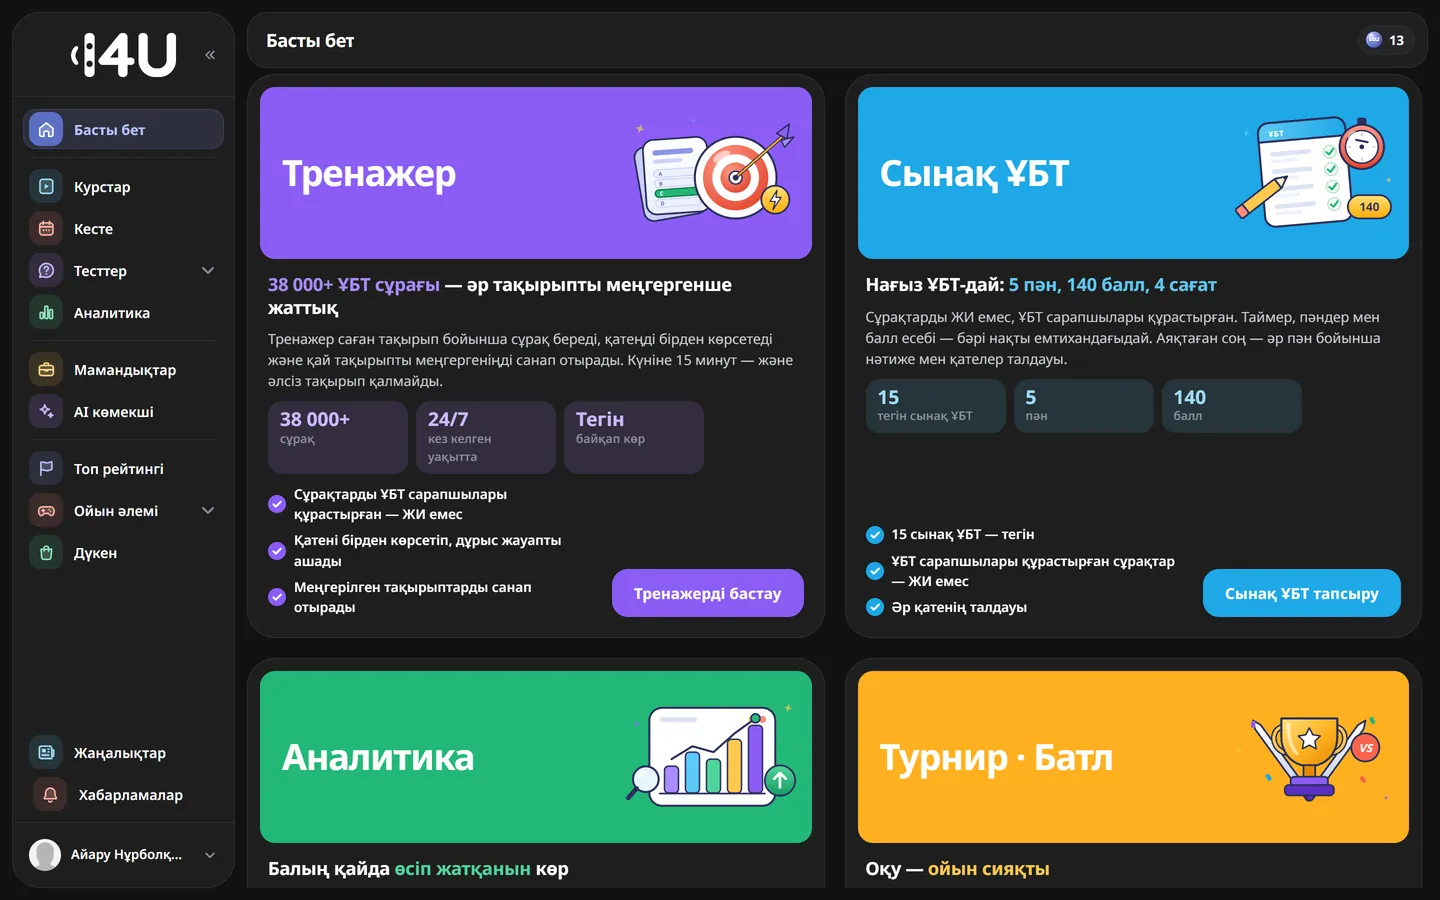 4U
«
Басты бет
Курстар
Кесте
Тесттер
Аналитика
Мамандықтар
AI көмекші
Топ рейтингі
Ойын әлемі
Дүкен
Жаңалықтар
Хабарламалар
Айару Нұрболқ...
Басты бет
13
Тренажер
A
B
C
D
38 000+ ҰБТ сұрағы — әр тақырыпты меңгергенше
жаттық
Тренажер саған тақырып бойынша сұрақ береді, қатеңді бірден көрсетеді
және қай тақырыпты меңгергеніңді санап отырады. Күніне 15 минут — және
әлсіз тақырып қалмайды.
38 000+
сұрақ
24/7
кез келген
уақытта
Тегін
байқап көр
Сұрақтарды ҰБТ сарапшылары
құрастырған — ЖИ емес
Қатені бірден көрсетіп, дұрыс жауапты
ашады
Меңгерілген тақырыптарды санап
отырады
Тренажерді бастау
Сынақ ҰБТ
ҰБТ
140
Нағыз ҰБТ-дай: 5 пән, 140 балл, 4 сағат
Сұрақтарды ЖИ емес, ҰБТ сарапшылары құрастырған. Таймер, пәндер мен
балл есебі — бәрі нақты емтихандағыдай. Аяқтаған соң — әр пән бойынша
нәтиже мен қателер талдауы.
15
тегін сынақ ҰБТ
5
пән
140
балл
15 сынақ ҰБТ — тегін
ҰБТ сарапшылары құрастырған сұрақтар
— ЖИ емес
Әр қатенің талдауы
Сынақ ҰБТ тапсыру
Аналитика
Балың қайда өсіп жатқанын көр
Турнир · Батл
VS
Оқу — ойын сияқты